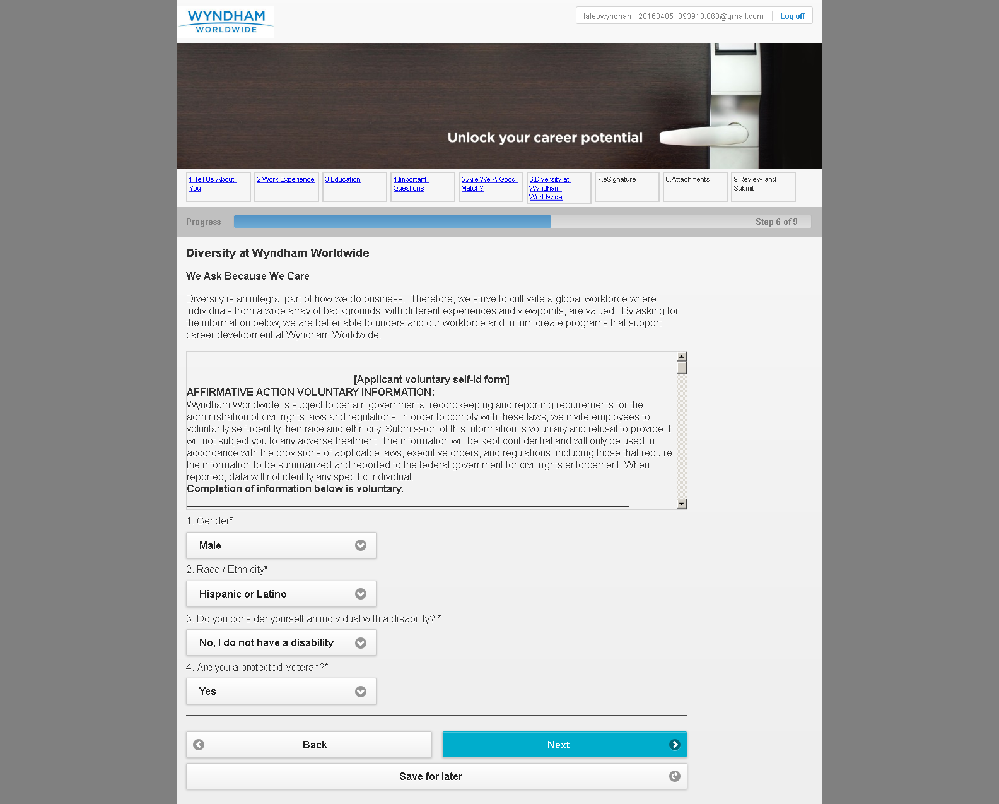 WYNDHAM
WORLDWIDE
taleowyndham+20160405_093913.063@gmail.com
Log off
Unlock your career potential
1.Tell Us About
You
2.Work Experience
3.Education
4.Important
Questions
5.Are We A Good
Match?
6.Diversity at
Wyndham
Worldwide
7.eSignature
8.Attachments
9.Review and
Submit
Progress
Step 6 of 9
Diversity at Wyndham Worldwide
We Ask Because We Care
Diversity is an integral part of how we do business.  Therefore, we strive to cultivate a global workforce where
individuals from a wide array of backgrounds, with different experiences and viewpoints, are valued.  By asking for
the information below, we are better able to understand our workforce and in turn create programs that support
career development at Wyndham Worldwide.
[Applicant voluntary self-id form]
AFFIRMATIVE ACTION VOLUNTARY INFORMATION:
Wyndham Worldwide is subject to certain governmental recordkeeping and reporting requirements for the
administration of civil rights laws and regulations. In order to comply with these laws, we invite employees to
voluntarily self-identify their race and ethnicity. Submission of this information is voluntary and refusal to provide it
will not subject you to any adverse treatment. The information will be kept confidential and will only be used in
accordance with the provisions of applicable laws, executive orders, and regulations, including those that require
the information to be summarized and reported to the federal government for civil rights enforcement. When
reported, data will not identify any specific individual.
Completion of information below is voluntary.
1. Gender*
Male
2. Race / Ethnicity*
Hispanic or Latino
3. Do you consider yourself an individual with a disability? *
No, I do not have a disability
4. Are you a protected Veteran?*
Yes
Back
Next
Save for later